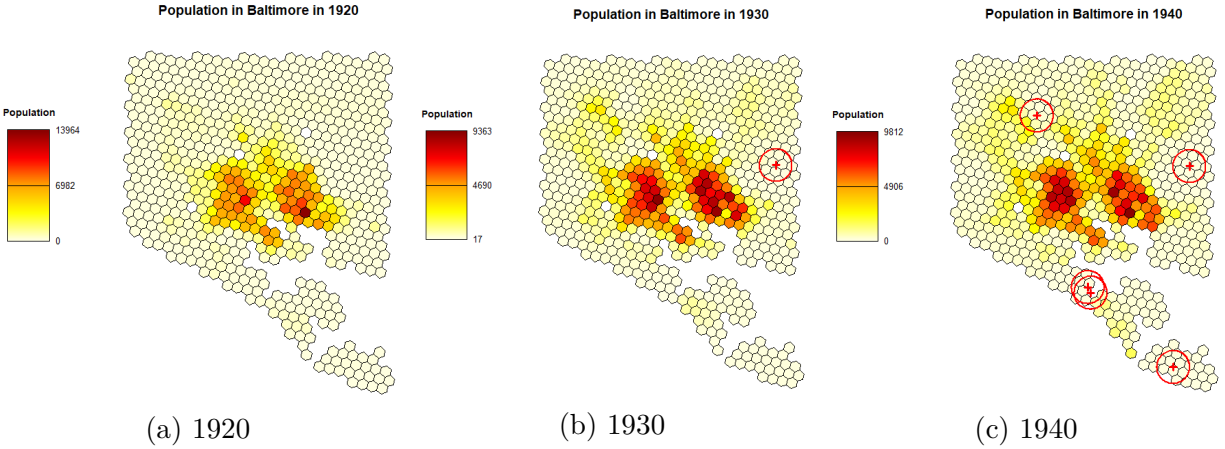 Population in Baltimore in 1920
Population
13964
6982
0
(a) 1920
Population in Baltimore in 1930
Population
9363
4690
17
(b) 1930
Population in Baltimore in 1940
Population
9812
4906
0
(c) 1940